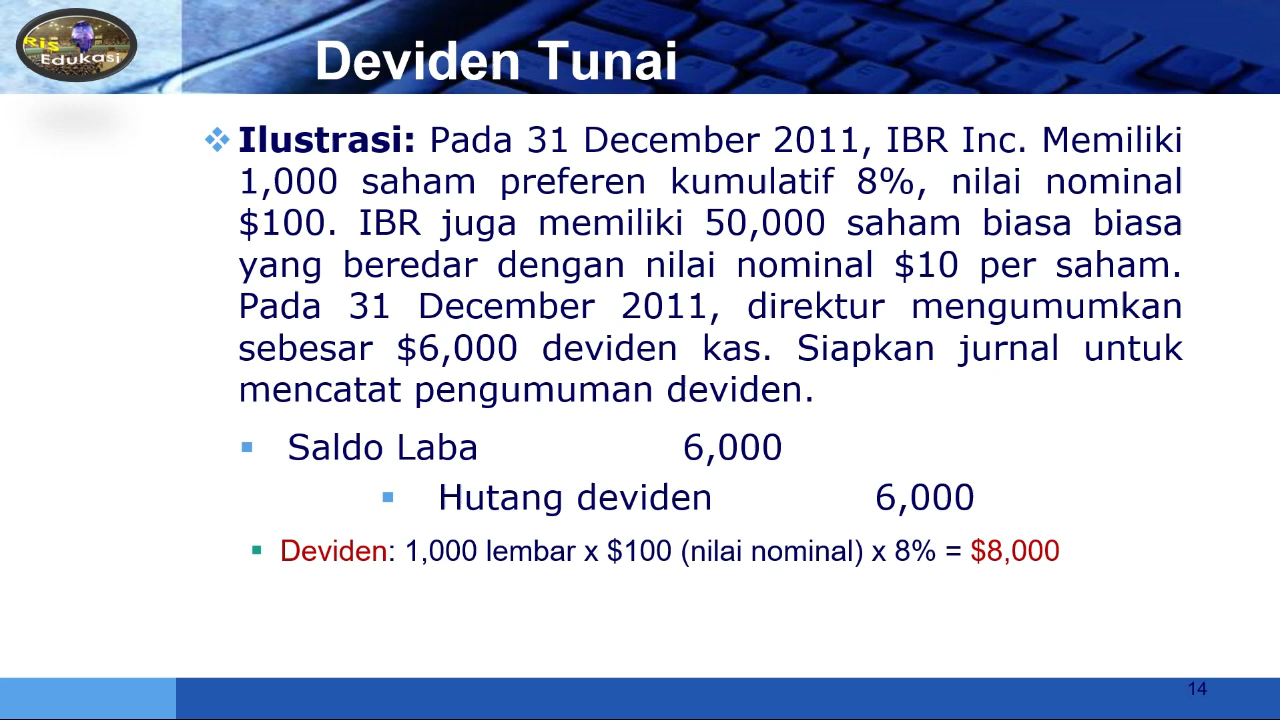 Ris
Edukasi
Deviden Tunai
Ilustrasi: Pada 31 December 2011, IBR Inc. Memiliki
1,000 saham preferen kumulatif 8%, nilai nominal
$100. IBR juga memiliki 50,000 saham biasa biasa
yang beredar dengan nilai nominal $10 per saham.
Pada 31 December 2011, direktur mengumumkan
sebesar $6,000 deviden kas. Siapkan jurnal untuk
mencatat pengumuman deviden.
Saldo Laba 6,000
Hutang deviden 6,000
Deviden: 1,000 lembar x $100 (nilai nominal) x 8% = $8,000
14